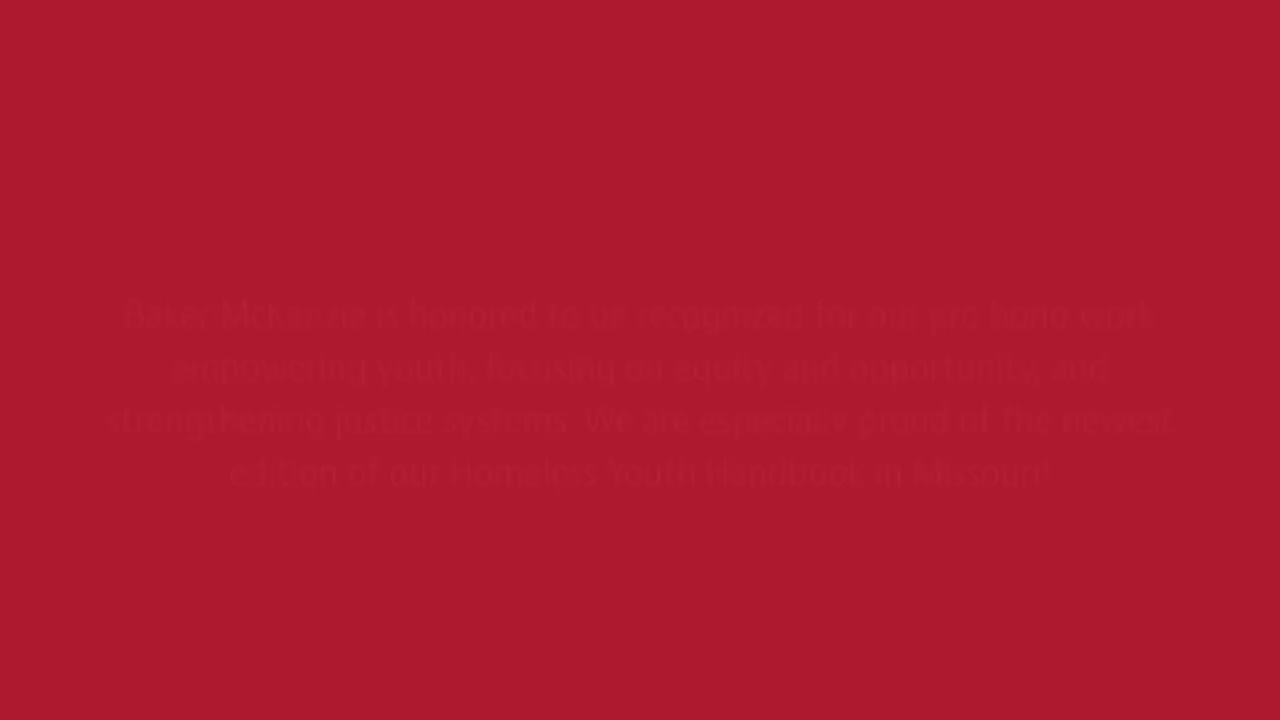 Baker McKenzie is honored to be recognized for our pro bono work
empowering youth, focusing on equity and opportunity, and
strengthening justice systems. We are especially proud of the newest
edition of our Homeless Youth Handbook in Missouri!